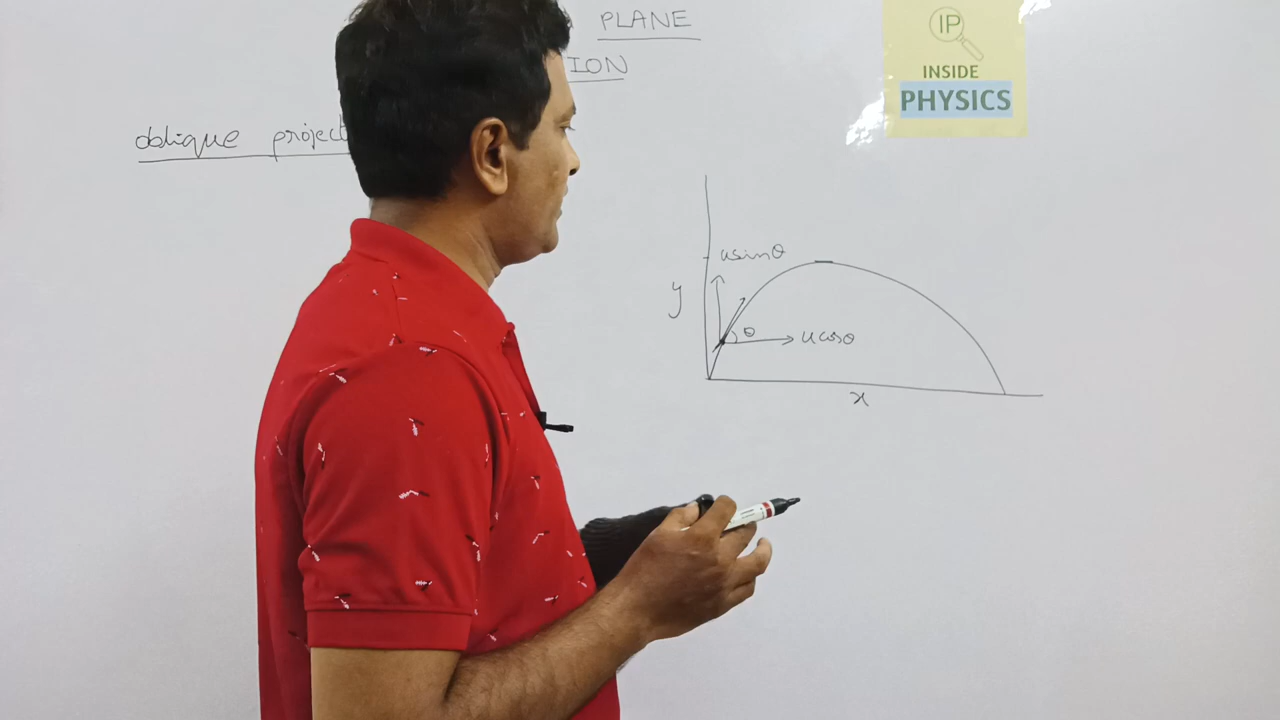 PLANE
ION
oblique project
IP
INSIDE
PHYSICS
usinθ
y
θ
ucosθ
x